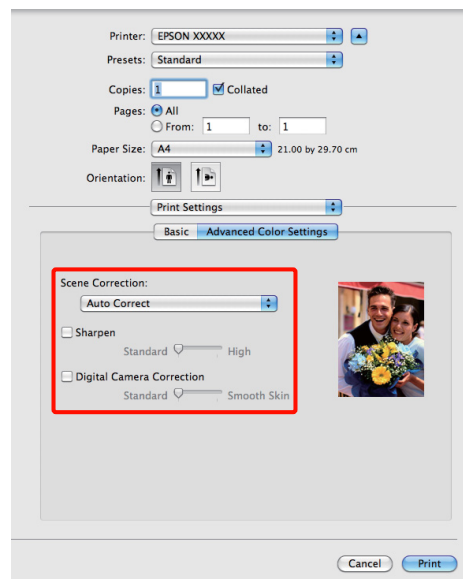 Printer: EPSON XXXXX
Presets: Standard
Copies: 1 Collated
Pages: All
From: 1 to: 1
Paper Size: A4 21.00 by 29.70 cm
Orientation:
Print Settings
Basic Advanced Color Settings
Scene Correction:
Auto Correct
Sharpen
Standard High
Digital Camera Correction
Standard Smooth Skin
Cancel Print